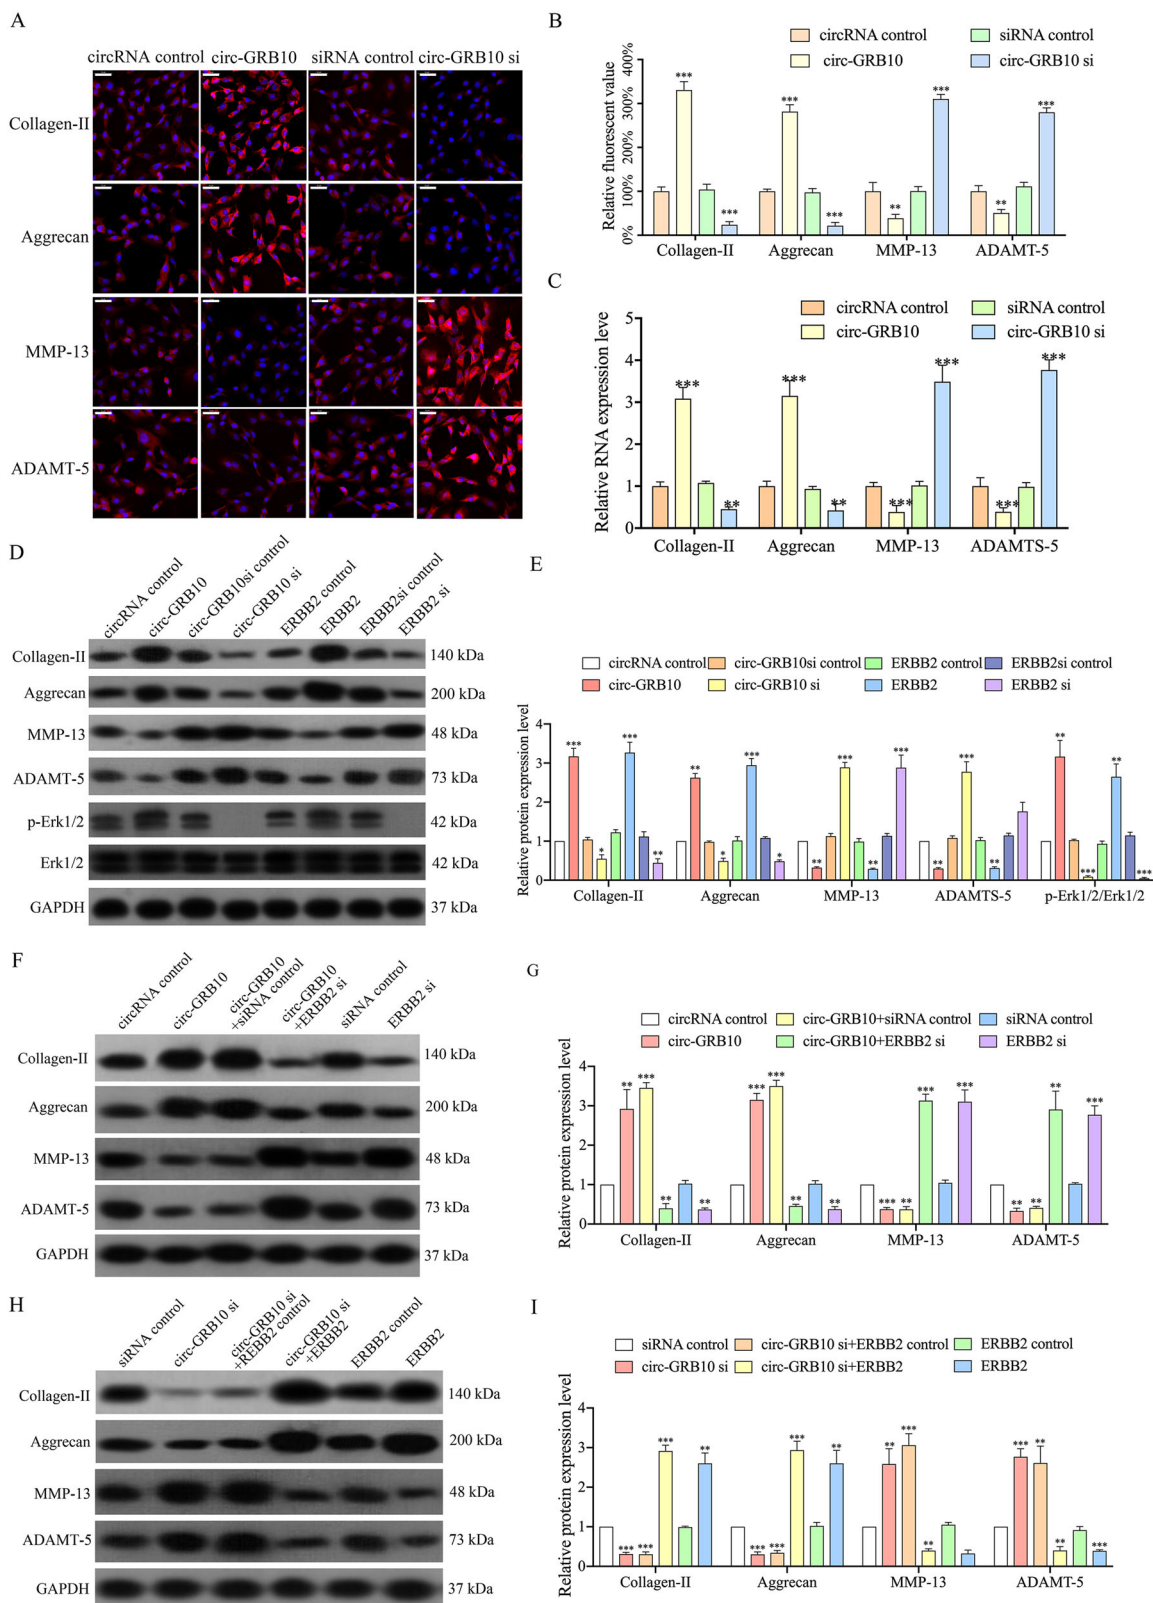 A
circRNA control circ-GRB10 siRNA control circ-GRB10 si
Collagen-II
Aggrecan
MMP-13
ADAMT-5
B
circRNA control siRNA control
circ-GRB10 circ-GRB10 si
Relative fluorescent value
400%
300%
200%
100%
0%
*** *** *** ***
*** *** ** **
Collagen-II Aggrecan MMP-13 ADAMT-5
C
circRNA control siRNA control
circ-GRB10 circ-GRB10 si
Relative RNA expression leve
5
4
3
2
1
0
*** *** *** ***
** ** *** ***
Collagen-II Aggrecan MMP-13 ADAMTS-5
D
circRNA control
circ-GRB10
circ-GRB10si control
circ-GRB10 si
ERBB2 control
ERBB2
ERBB2si control
ERBB2 si
Collagen-II 140 kDa
Aggrecan 200 kDa
MMP-13 48 kDa
ADAMT-5 73 kDa
p-Erk1/2 42 kDa
Erk1/2 42 kDa
GAPDH 37 kDa
E
circRNA control circ-GRB10si control ERBB2 control ERBB2si control
circ-GRB10 circ-GRB10 si ERBB2 ERBB2 si
Relative protein expression level
4
3
2
1
0
*** * *** **
** * *** *
** *** ** ***
** *** **
** *** ** ***
Collagen-II Aggrecan MMP-13 ADAMTS-5 p-Erk1/2/Erk1/2
F
circRNA control
circ-GRB10
circ-GRB10
+siRNA control
circ-GRB10
+ERBB2 si
siRNA control
ERBB2 si
Collagen-II 140 kDa
Aggrecan 200 kDa
MMP-13 48 kDa
ADAMT-5 73 kDa
GAPDH 37 kDa
G
circRNA control circ-GRB10+siRNA control siRNA control
circ-GRB10 circ-GRB10+ERBB2 si ERBB2 si
Relative protein expression level
4
3
2
1
0
** *** ** **
*** *** ** **
*** ** *** ***
** ** ** ***
Collagen-II Aggrecan MMP-13 ADAMT-5
H
siRNA control
circ-GRB10 si
circ-GRB10 si
+REBB2 control
circ-GRB10 si
+ERBB2
ERBB2 control
ERBB2
Collagen-II 140 kDa
Aggrecan 200 kDa
MMP-13 48 kDa
ADAMT-5 73 kDa
GAPDH 37 kDa
I
siRNA control circ-GRB10 si+ERBB2 control ERBB2 control
circ-GRB10 si circ-GRB10 si+ERBB2 ERBB2
Relative protein expression level
4
3
2
1
0
*** *** *** **
*** *** *** **
** *** **
*** ** ** ***
Collagen-II Aggrecan MMP-13 ADAMT-5